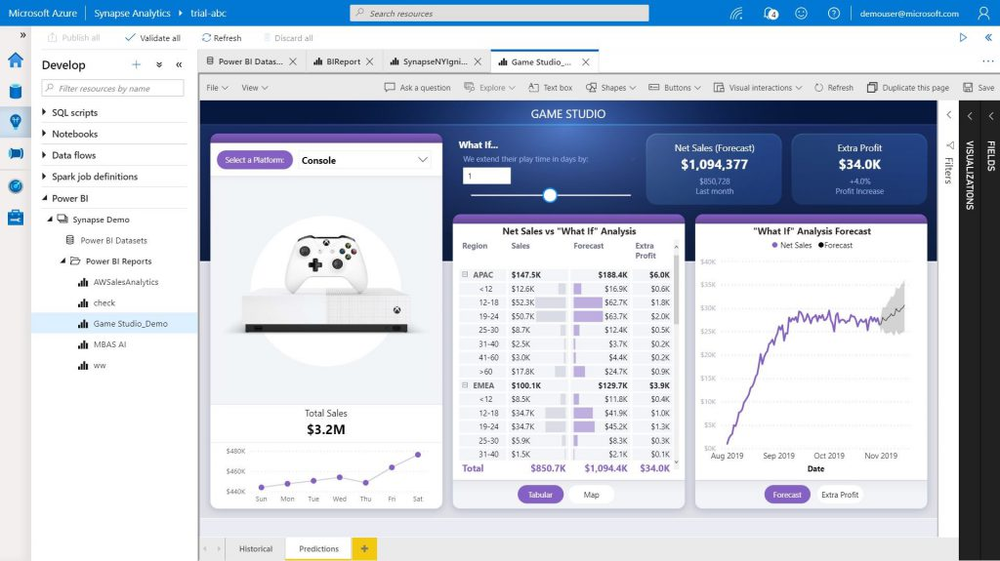 Microsoft Azure Synapse Analytics trial-abc
Search resources
4
demouser@microsoft.com
Publish all Validate all Refresh Discard all
Develop
Filter resources by name
SQL scripts
Notebooks
Data flows
Spark job definitions
Power BI
Synapse Demo
Power BI Datasets
Power BI Reports
AWSalesAnalytics
check
Game Studio_Demo
MBAS AI
ww
Power BI Datas... BIReport SynapseNYIgni... Game Studio_...
File View Ask a question Explore Text box Shapes Buttons Visual interactions Refresh Duplicate this page Save
GAME STUDIO
Select a Platform: Console
Total Sales
$3.2M
$480K
$460K
$440K
Sun Mon Tue Wed Thu Fri Sat
What If...
We extend their play time in days by:
1
Net Sales (Forecast)
$1,094,377
$850,728
Last month
Extra Profit
$34.0K
+4.0%
Profit Increase
Net Sales vs "What If" Analysis
Region Sales Forecast Extra Profit
APAC $147.5K $188.4K $6.0K
<12 $12.6K $16.9K $0.6K
12-18 $52.3K $62.7K $1.8K
19-24 $50.7K $63.7K $2.0K
25-30 $8.7K $12.4K $0.5K
31-40 $2.5K $3.7K $0.2K
41-60 $3.0K $4.4K $0.2K
>60 $17.8K $24.7K $0.9K
EMEA $100.1K $129.7K $3.9K
<12 $8.5K $11.8K $0.4K
12-18 $34.7K $41.9K $1.0K
19-24 $34.7K $45.2K $1.3K
25-30 $5.9K $8.3K $0.3K
31-40 $1.5K $2.1K $0.1K
Total $850.7K $1,094.4K $34.0K
Tabular Map
"What If" Analysis Forecast
Net Sales Forecast
$40K
$35K
$30K
$25K
$20K
$15K
$10K
$5K
$0K
Aug 2019 Sep 2019 Oct 2019 Nov 2019
Date
Forecast Extra Profit
Filters
VISUALIZATIONS
FIELDS
Historical Predictions +